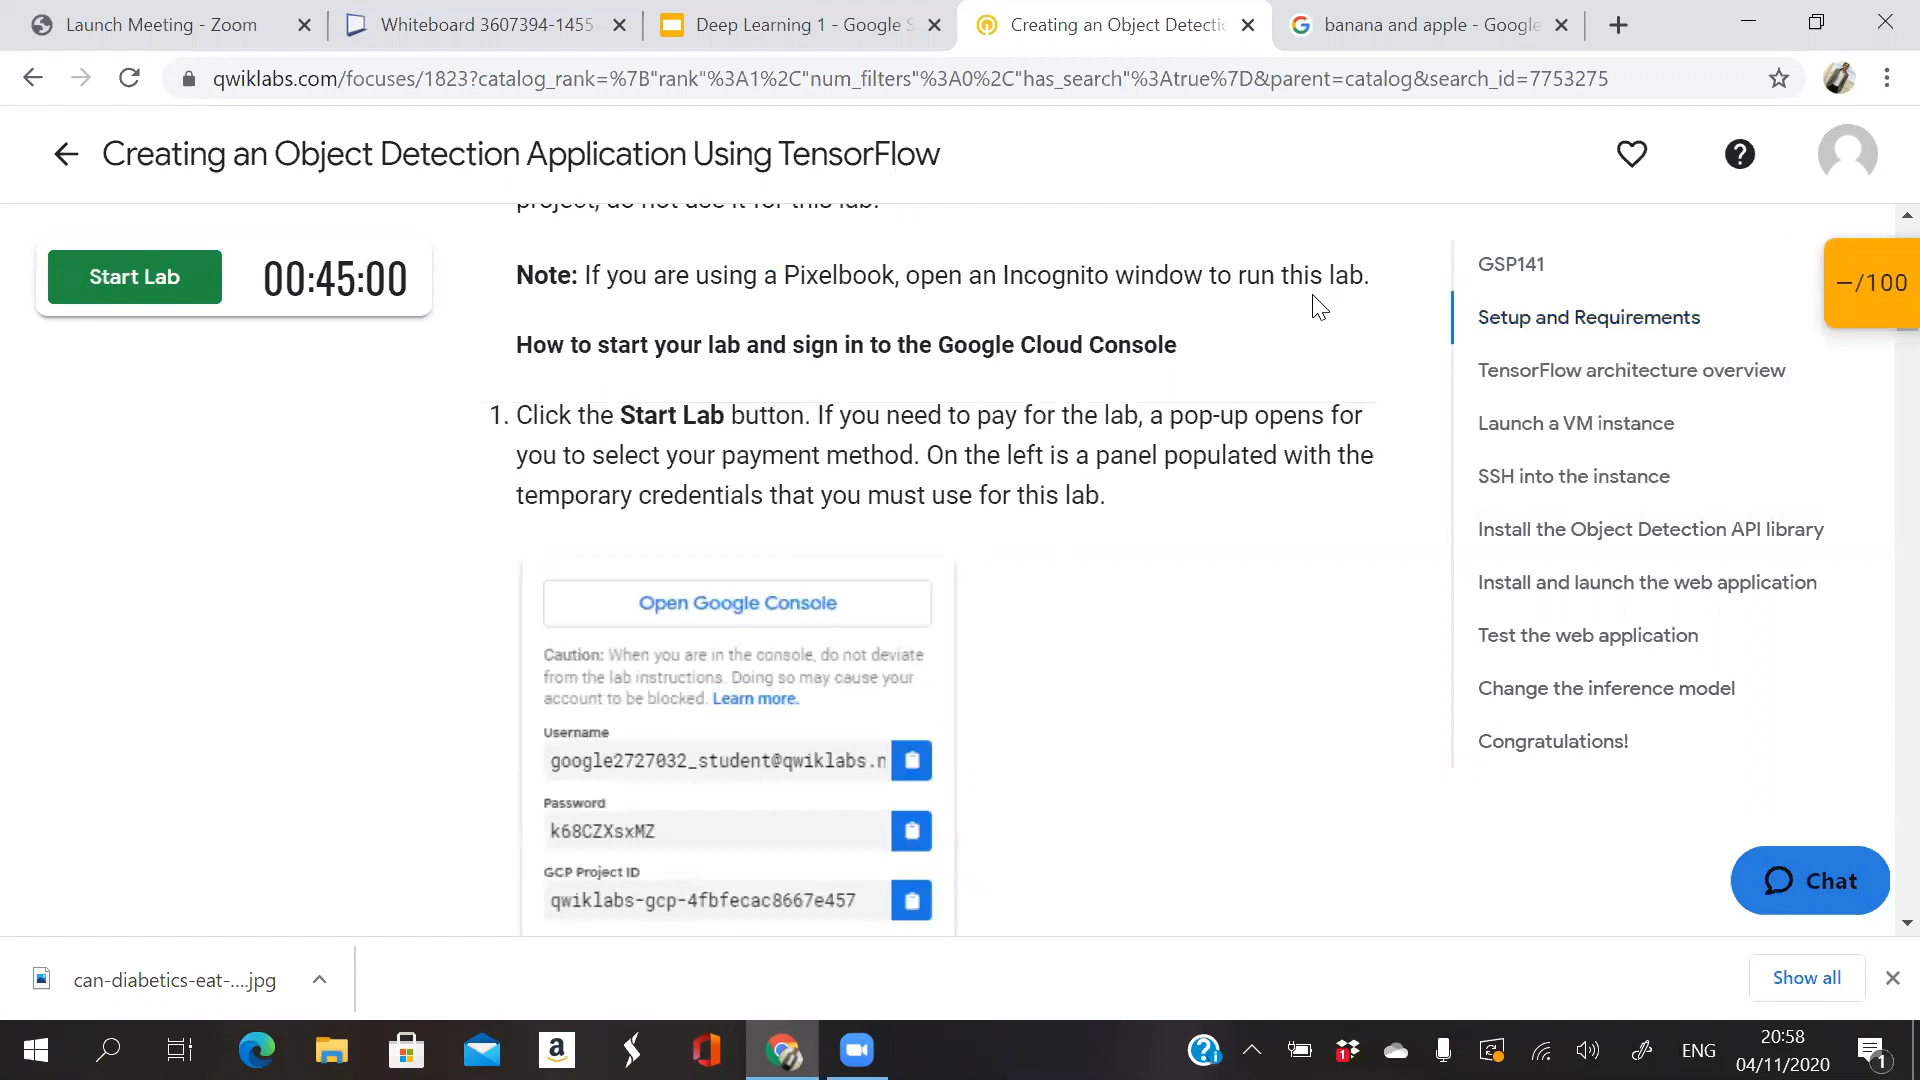 Launch Meeting - Zoom
Whiteboard 3607394-1455
Deep Learning 1 - Google S
Creating an Object Detectic
banana and apple - Google
qwiklabs.com/focuses/1823?catalog_rank=%7B"rank"%3A1%2C"num_filters"%3A0%2C"has_search"%3Atrue%7D&parent=catalog&search_id=7753275
Creating an Object Detection Application Using TensorFlow
project, do not use it for this lab.
Start Lab
00:45:00
Note: If you are using a Pixelbook, open an Incognito window to run this lab.
How to start your lab and sign in to the Google Cloud Console
1. Click the Start Lab button. If you need to pay for the lab, a pop-up opens for
you to select your payment method. On the left is a panel populated with the
temporary credentials that you must use for this lab.
Open Google Console
Caution: When you are in the console, do not deviate
from the lab instructions. Doing so may cause your
account to be blocked. Learn more.
Username
google2727032_student@qwiklabs.n
Password
k68CZXsxMZ
GCP Project ID
qwiklabs-gcp-4fbfecac8667e457
GSP141
Setup and Requirements
TensorFlow architecture overview
Launch a VM instance
SSH into the instance
Install the Object Detection API library
Install and launch the web application
Test the web application
Change the inference model
Congratulations!
–/100
Chat
can-diabetics-eat-....jpg
Show all
ENG
20:58
04/11/2020
1
1